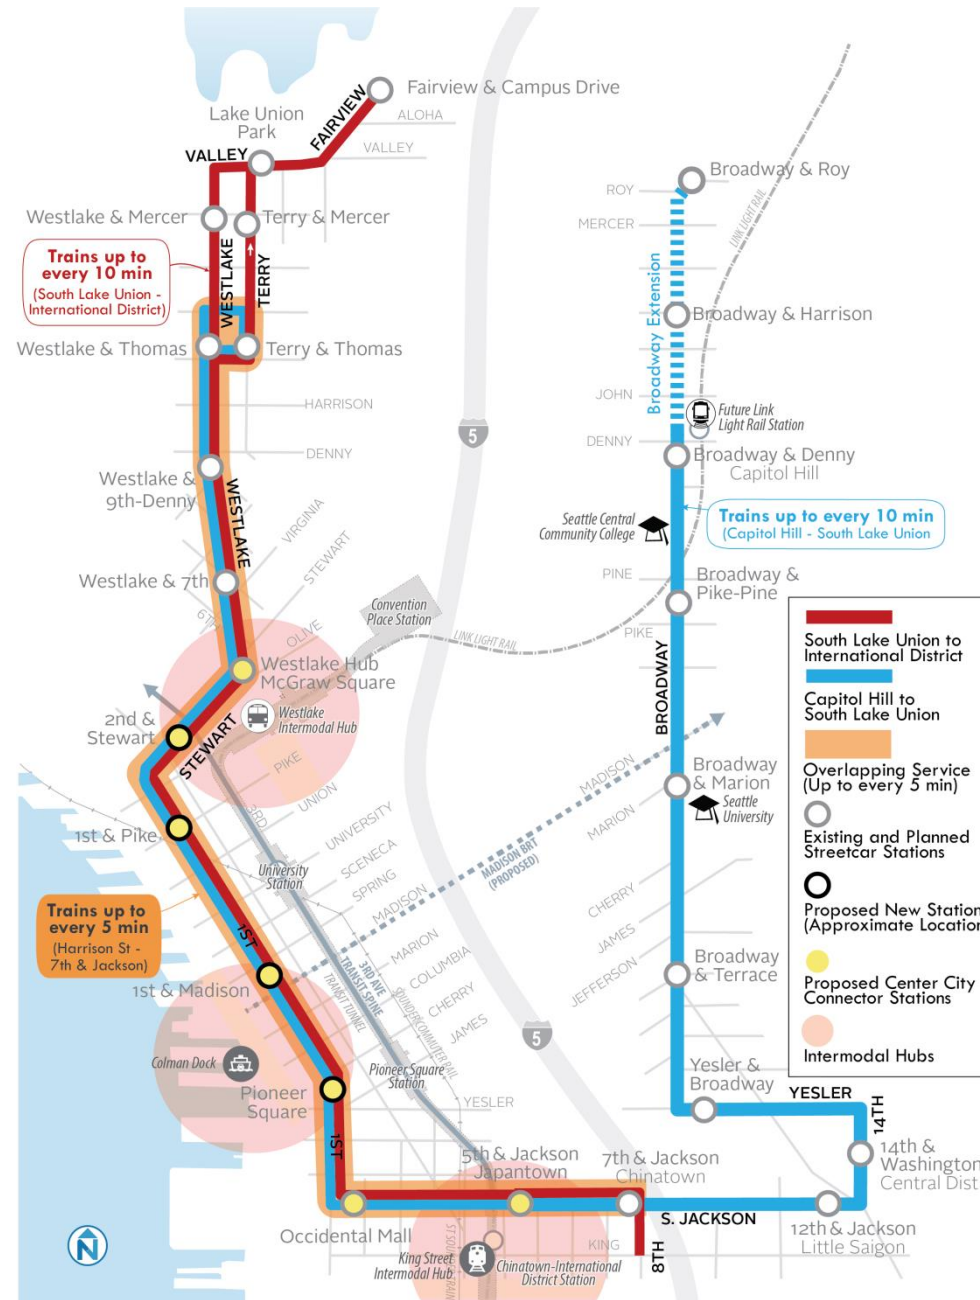 Fairview & Campus Drive
Lake Union
Park
FAIRVIEW
ALOHA
VALLEY
VALLEY
Broadway & Roy
ROY
LINK LIGHT RAIL
Westlake & Mercer
Terry & Mercer
MERCER
Trains up to
every 10 min
(South Lake Union -
International District)
WESTLAKE
TERRY
Broadway Extension
Broadway & Harrison
Westlake & Thomas
Terry & Thomas
HARRISON
JOHN
Future Link
Light Rail Station
DENNY
DENNY
Broadway & Denny
Capitol Hill
Westlake &
9th-Denny
WESTLAKE
VIRGINIA
STEWART
Seattle Central
Community College
Trains up to every 10 min
(Capitol Hill - South Lake Union
Westlake & 7th
6TH
OLIVE
Convention
Place Station
LINK LIGHT RAIL
PINE
Broadway &
Pike-Pine
PIKE
Westlake Hub
McGraw Square
Westlake
Intermodal Hub
2nd &
Stewart
STEWART
BROADWAY
PIKE
UNION
3RD
UNIVERSITY
SCENECA
SPRING
MADISON
MARION
COLUMBIA
CHERRY
JAMES
1st & Pike
University
Station
MADISON BRT
(PROPOSED)
MADISON
MARION
Broadway
& Marion
Seattle
University
CHERRY
JAMES
JEFFERSON
Broadway
& Terrace
Trains up to
every 5 min
(Harrison St -
7th & Jackson)
1ST
1st & Madison
3RD AVE
TRANSIT SPINE
TRANSIT TUNNEL
SOUNDER COMMUTER RAIL
Colman Dock
Pioneer
Square
Pioneer Square
Station
YESLER
1ST
Yesler &
Broadway
YESLER
14TH
14th &
Washington
Central Dist
5th & Jackson
Japantown
7th & Jackson
Chinatown
Occidental Mall
S. JACKSON
12th & Jackson
Little Saigon
KING
8TH
King Street
Intermodal Hub
Chinatown-International
District Station
N
5
5
South Lake Union to
International District
Capitol Hill to
South Lake Union
Overlapping Service
(Up to every 5 min)
Existing and Planned
Streetcar Stations
Proposed New Station
(Approximate Location
Proposed Center City
Connector Stations
Intermodal Hubs